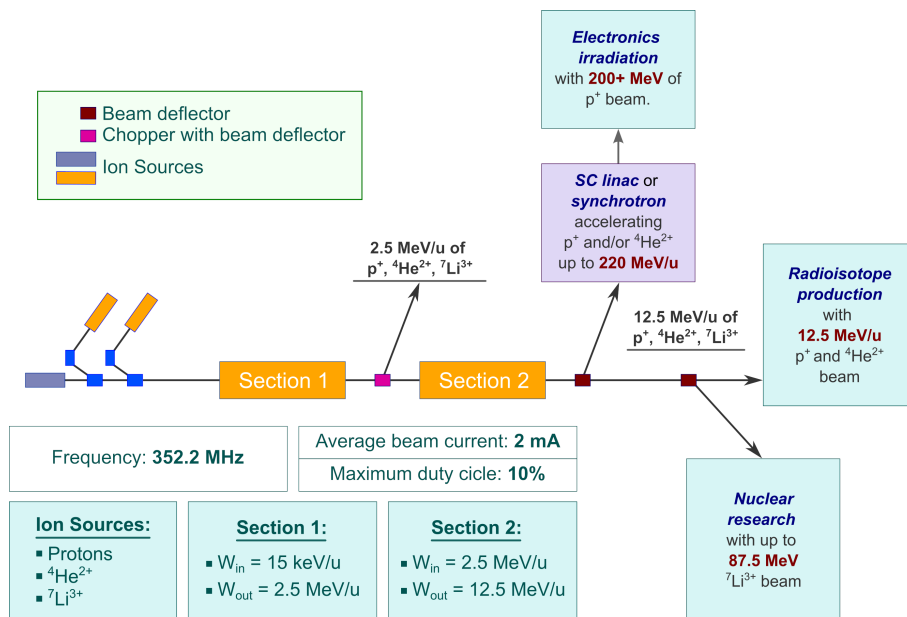 Electronics
irradiation
with 200+ MeV of
p⁺ beam.
Beam deflector
Chopper with beam deflector
Ion Sources
SC linac or
synchrotron
accelerating
p⁺ and/or ⁴He²⁺
up to 220 MeV/u
2.5 MeV/u of
p⁺, ⁴He²⁺, ⁷Li³⁺
12.5 MeV/u of
p⁺, ⁴He²⁺, ⁷Li³⁺
Radioisotope
production
with
12.5 MeV/u
p⁺ and ⁴He²⁺
beam
Section 1
Section 2
Frequency: 352.2 MHz
Average beam current: 2 mA
Maximum duty cicle: 10%
Nuclear
research
with up to
87.5 MeV
⁷Li³⁺ beam
Ion Sources:
▪ Protons
▪ ⁴He²⁺
▪ ⁷Li³⁺
Section 1:
▪ W_in = 15 keV/u
▪ W_out = 2.5 MeV/u
Section 2:
▪ W_in = 2.5 MeV/u
▪ W_out = 12.5 MeV/u